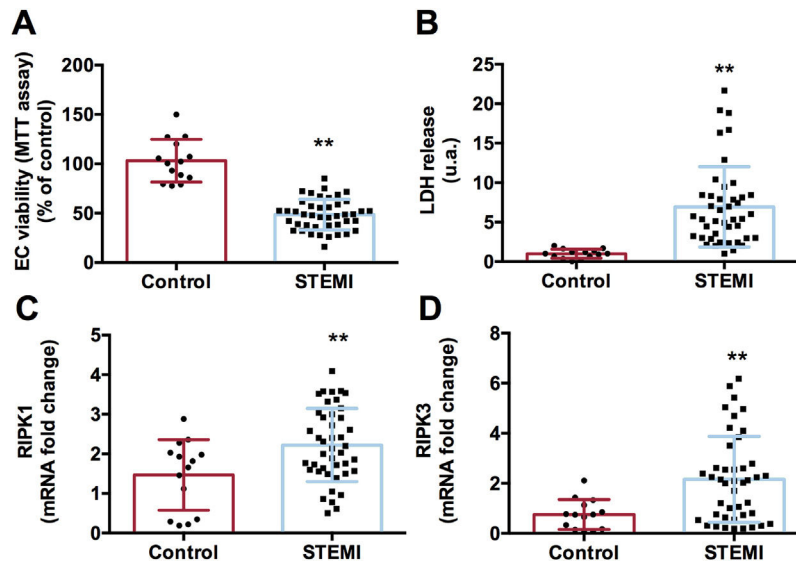 A
EC viability (MTT assay)
(% of control)
200
150
100
50
0
**
Control
STEMI
B
LDH release
(u.a.)
25
20
15
10
5
0
**
Control
STEMI
C
RIPK1
(mRNA fold change)
5
4
3
2
1
0
**
Control
STEMI
D
RIPK3
(mRNA fold change)
8
6
4
2
0
**
Control
STEMI